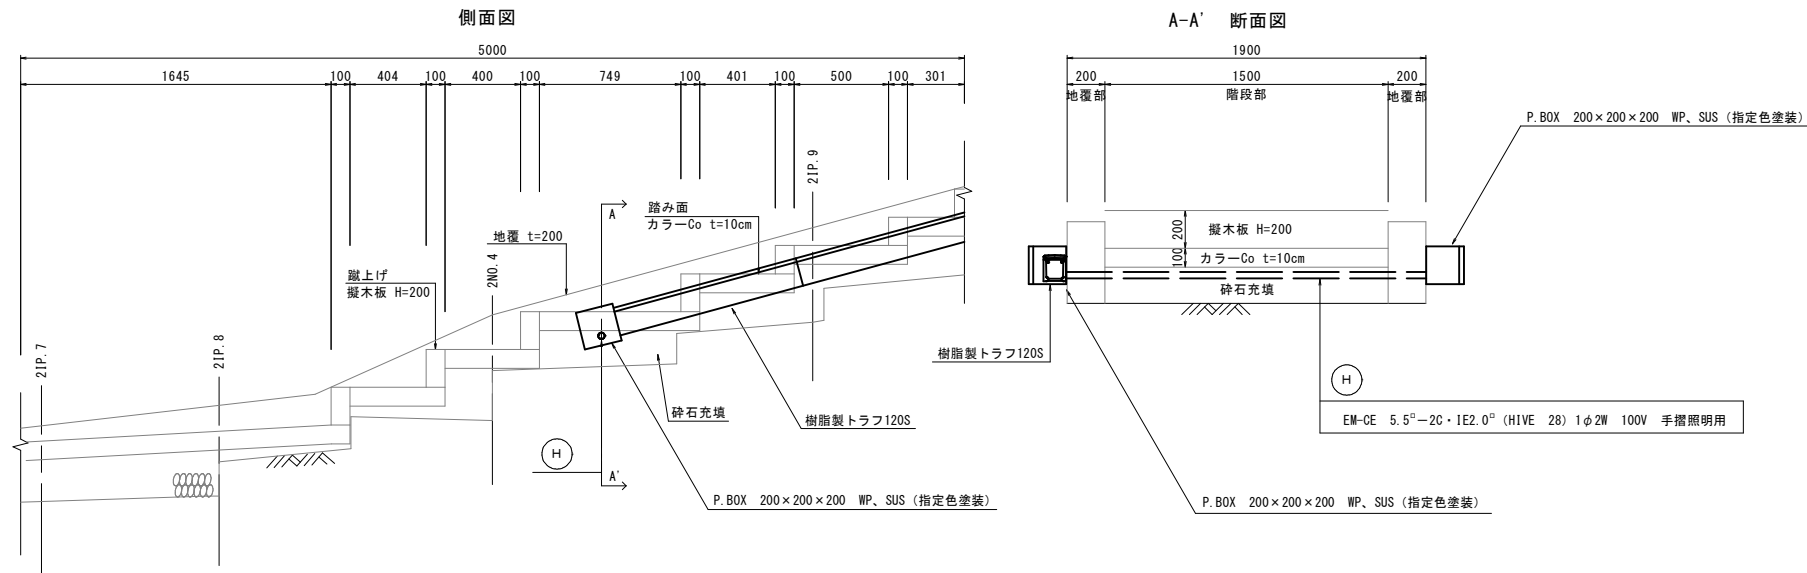 側面図
5000
1645 100 404 100 400 100 749 100 401 100 500 100 301
2IP.9
A
踏み面
カラーCo t=10cm
地覆 t=200
2NO.4
蹴上げ
擬木板 H=200
2IP.8
2IP.7
砕石充填
樹脂製トラフ120S
H
A'
P.BOX 200×200×200 WP、SUS（指定色塗装）
A-A' 断面図
1900
200 1500 200
地覆部 階段部 地覆部
P.BOX 200×200×200 WP、SUS（指定色塗装）
200
擬木板 H=200
100
カラーCo t=10cm
砕石充填
樹脂製トラフ120S
H
EM-CE 5.5□－2C・IE2.0□（HIVE 28）1φ2W 100V 手摺照明用
P.BOX 200×200×200 WP、SUS（指定色塗装）